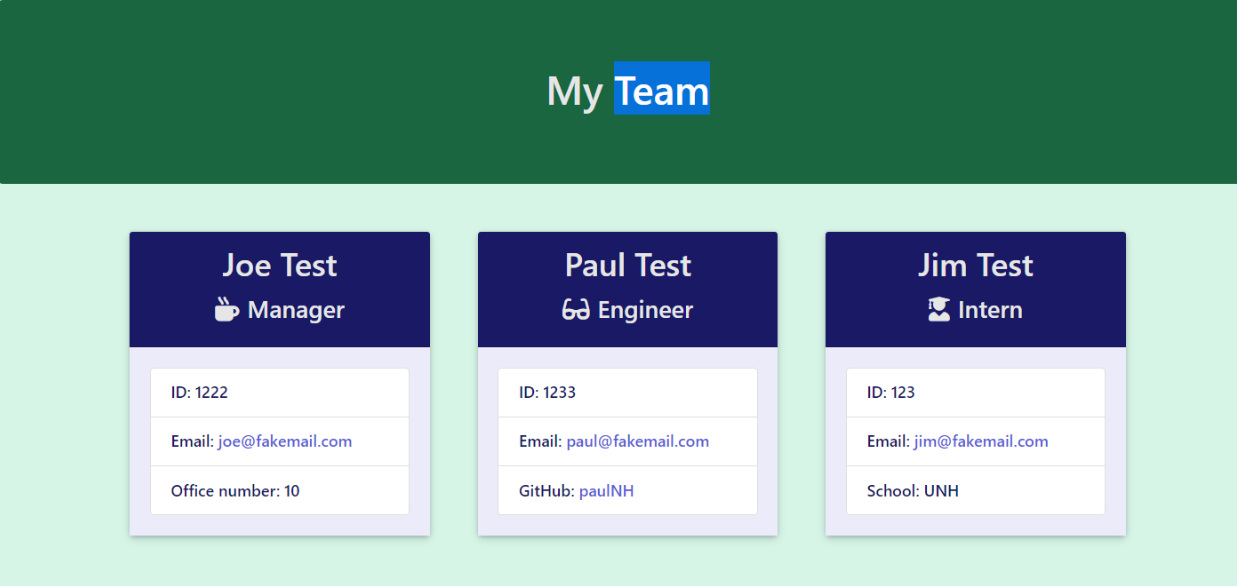 My Team
Joe Test
Manager
ID: 1222
Email: joe@fakemail.com
Office number: 10
Paul Test
Engineer
ID: 1233
Email: paul@fakemail.com
GitHub: paulNH
Jim Test
Intern
ID: 123
Email: jim@fakemail.com
School: UNH